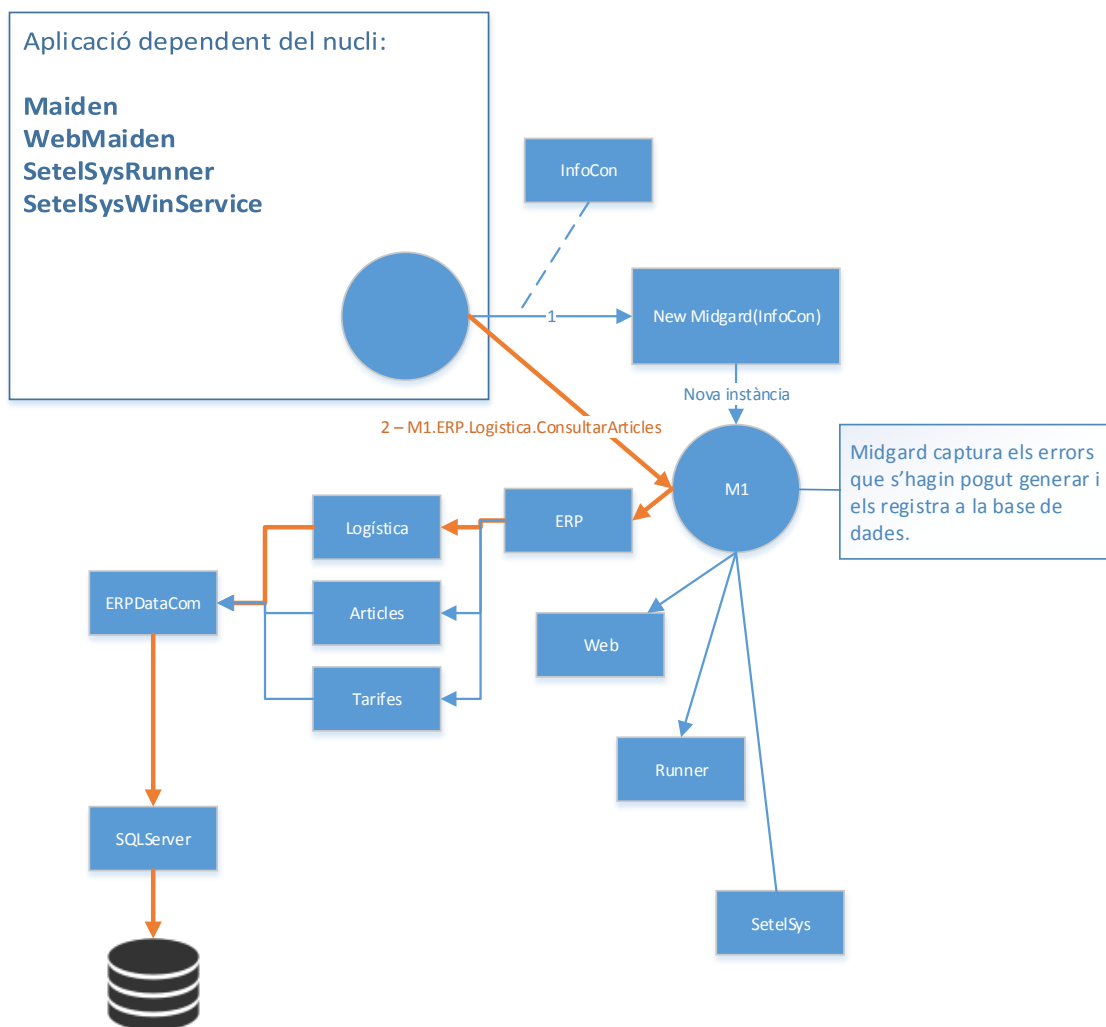 Aplicació dependent del nucli:
Maiden
WebMaiden
SetelSysRunner
SetelSysWinService
InfoCon
1
New Midgard(InfoCon)
Nova instància
2 – M1.ERP.Logistica.ConsultarArticles
M1
Midgard captura els errors
que s’hagin pogut generar i
els registra a la base de
dades.
Logística
ERP
ERPDataCom
Articles
Web
Tarifes
Runner
SQLServer
SetelSys